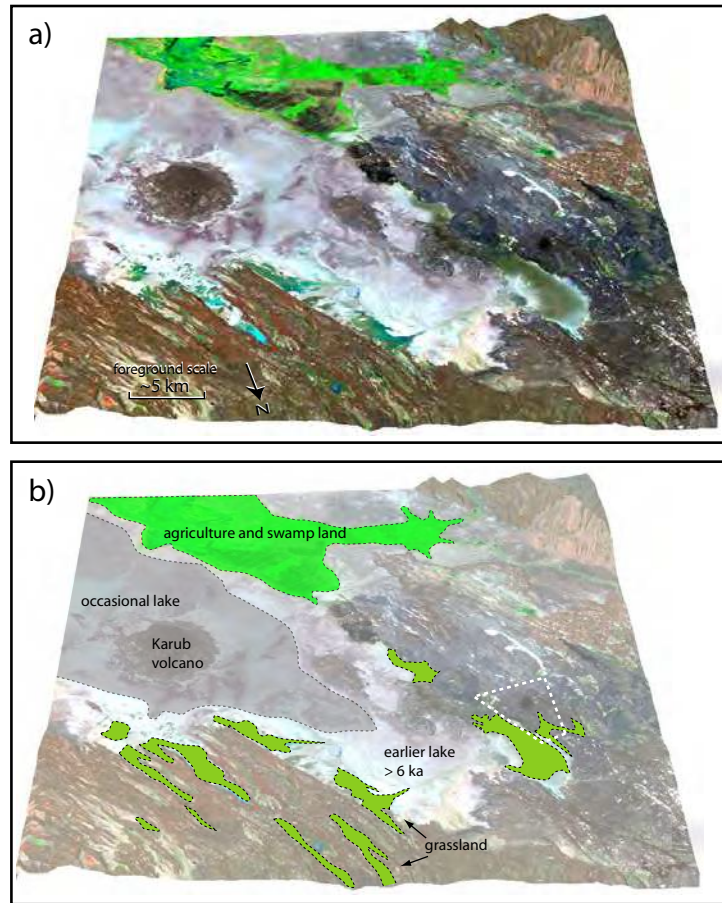 a)
foreground scale
~5 km
N
b)
agriculture and swamp land
occasional lake
Karub
volcano
earlier lake
> 6 ka
grassland